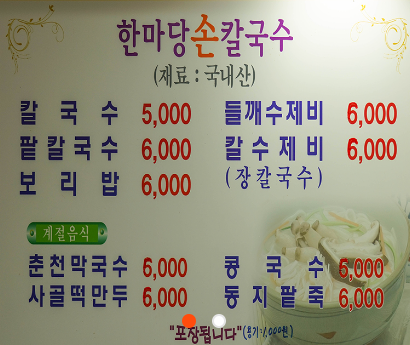 한마당손칼국수
(재료 : 국내산)
칼국수 5,000
들깨수제비 6,000
팥칼국수 6,000
칼수제비 6,000
보리밥 6,000
(장칼국수)
계절음식
춘천막국수 6,000
콩국수 5,000
사골떡만두 6,000
동지팥죽 6,000
"포장됩니다" (용기:1,000원)